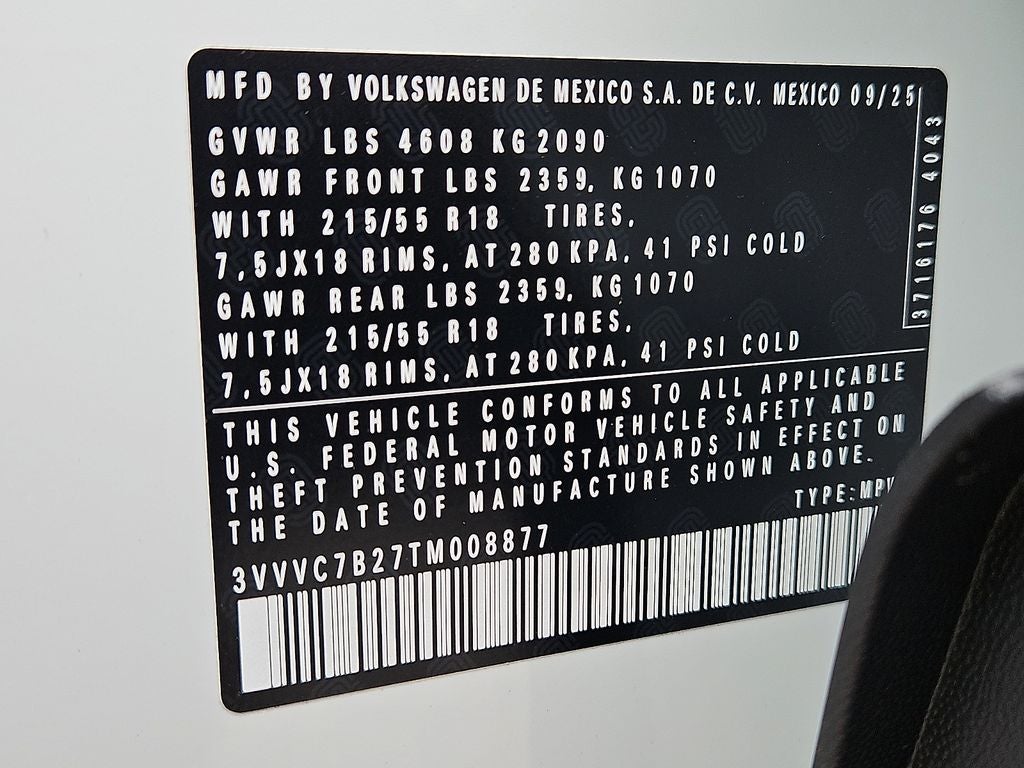 MFD BY VOLKSWAGEN DE MEXICO S.A. DE C.V. MEXICO 09/25
GVWR LBS 4608 KG 2090
GAWR FRONT LBS 2359, KG 1070
WITH 215/55 R18 TIRES,
7,5JX18 RIMS, AT 280 KPA, 41 PSI COLD
GAWR REAR LBS 2359, KG 1070
WITH 215/55 R18 TIRES,
7,5JX18 RIMS, AT 280 KPA, 41 PSI COLD
3716176 4043
THIS VEHICLE CONFORMS TO ALL APPLICABLE
U.S. FEDERAL MOTOR VEHICLE SAFETY AND
THEFT PREVENTION STANDARDS IN EFFECT ON
THE DATE OF MANUFACTURE SHOWN ABOVE.
TYPE:MPV
3VVVC7B27TM008877